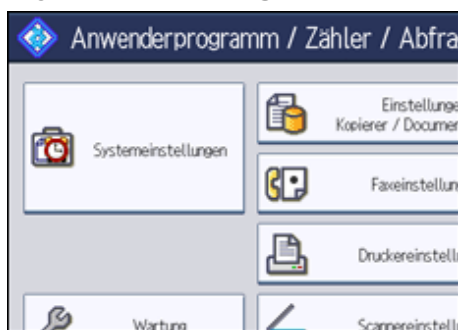 Anwenderprogramm / Zähler / Abfra
Systemeinstellungen
Einstellunge
Kopierer / Documen
Faxeinstellun
Druckereinstell
Wartung
Scannereinstell